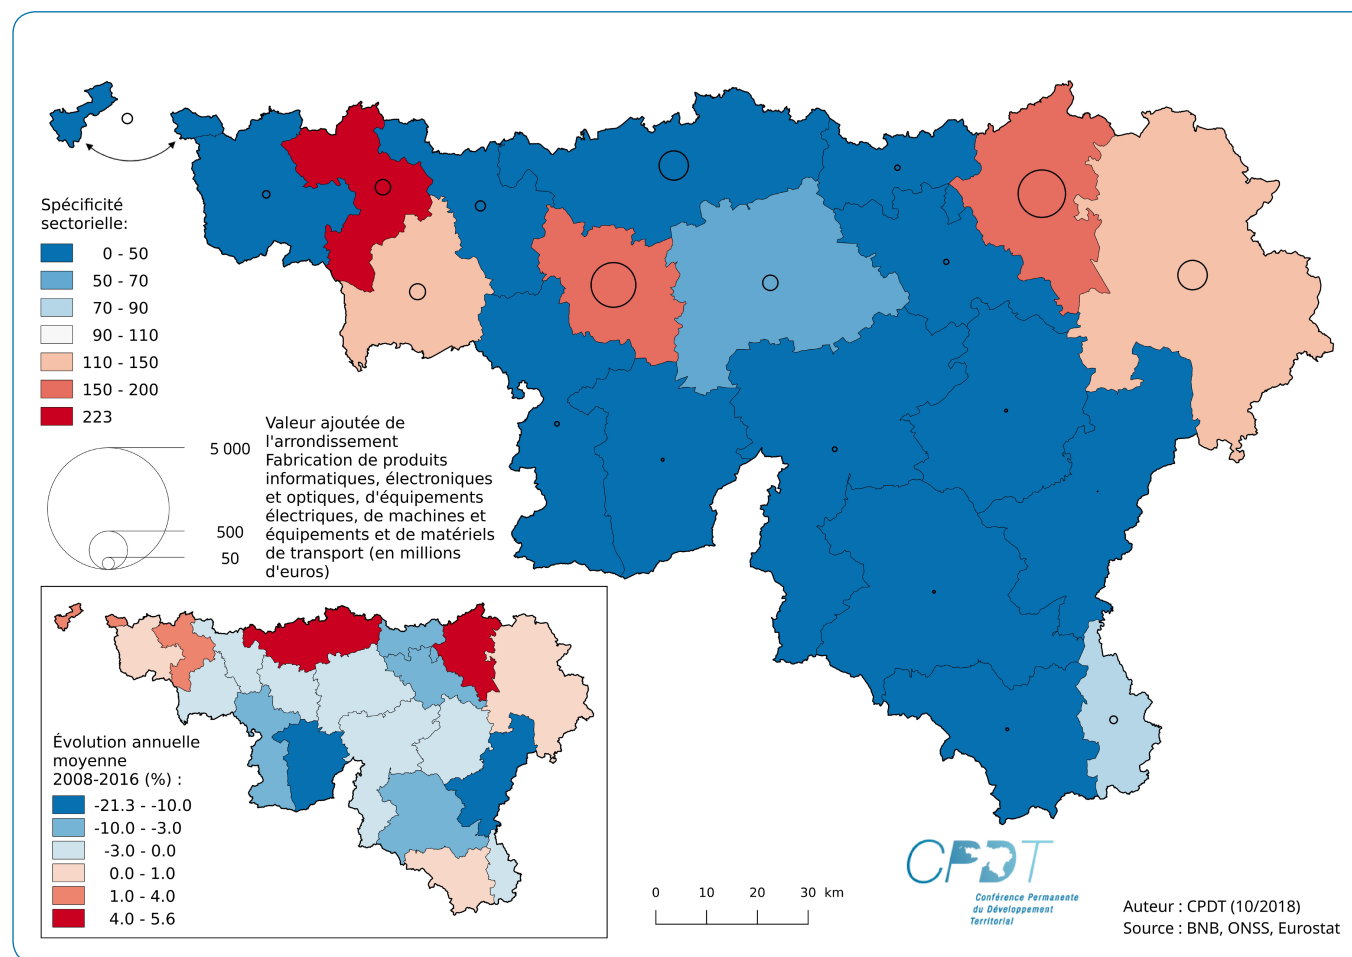 Spécificité
sectorielle:
0 - 50
50 - 70
70 - 90
90 - 110
110 - 150
150 - 200
223
5 000
500
50
Valeur ajoutée de
l'arrondissement
Fabrication de produits
informatiques, électroniques
et optiques, d'équipements
électriques, de machines et
équipements et de matériels
de transport (en millions
d'euros)
Évolution annuelle
moyenne
2008-2016 (%) :
-21.3 - -10.0
-10.0 - -3.0
-3.0 - 0.0
0.0 - 1.0
1.0 - 4.0
4.0 - 5.6
0 10 20 30 km
CPDT
Conférence Permanente
du Développement
Territorial
Auteur : CPDT (10/2018)
Source : BNB, ONSS, Eurostat